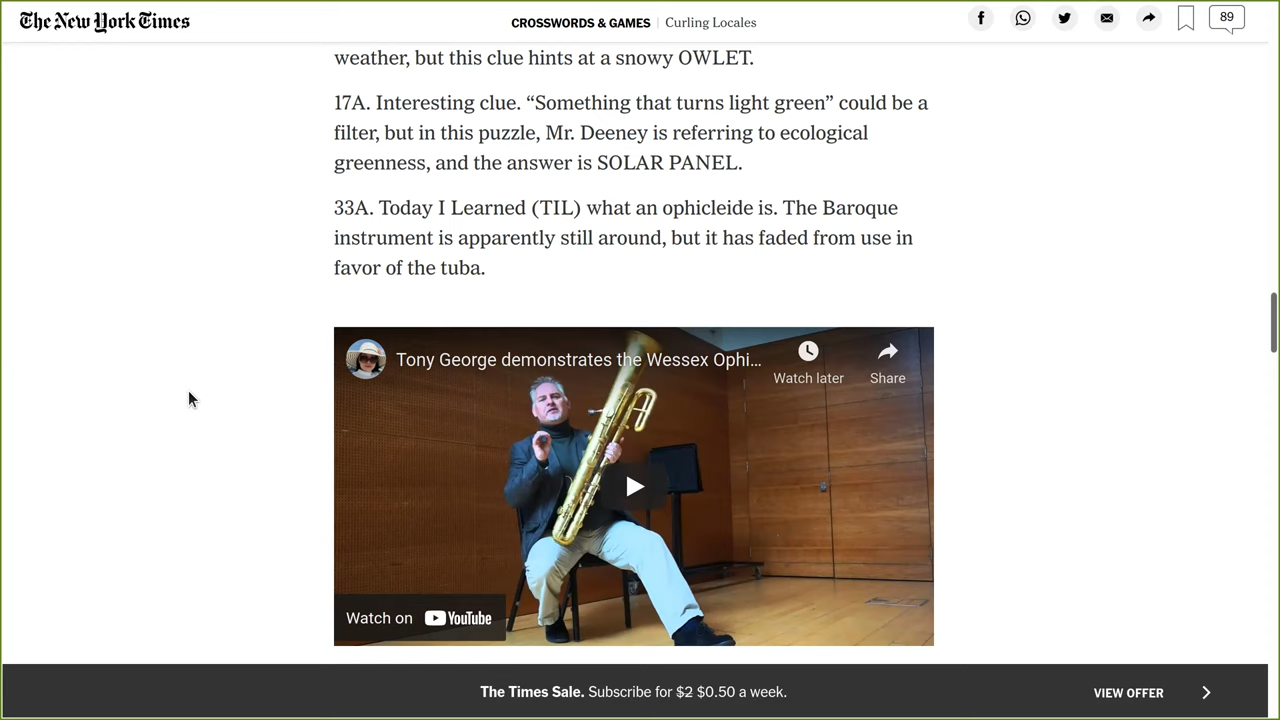 The New York Times
CROSSWORDS & GAMES | Curling Locales
89
weather, but this clue hints at a snowy OWLET.
17A. Interesting clue. “Something that turns light green” could be a
filter, but in this puzzle, Mr. Deeney is referring to ecological
greenness, and the answer is SOLAR PANEL.
33A. Today I Learned (TIL) what an ophicleide is. The Baroque
instrument is apparently still around, but it has faded from use in
favor of the tuba.
Tony George demonstrates the Wessex Ophi…
Watch later
Share
Watch on YouTube
The Times Sale. Subscribe for $2 $0.50 a week.
VIEW OFFER